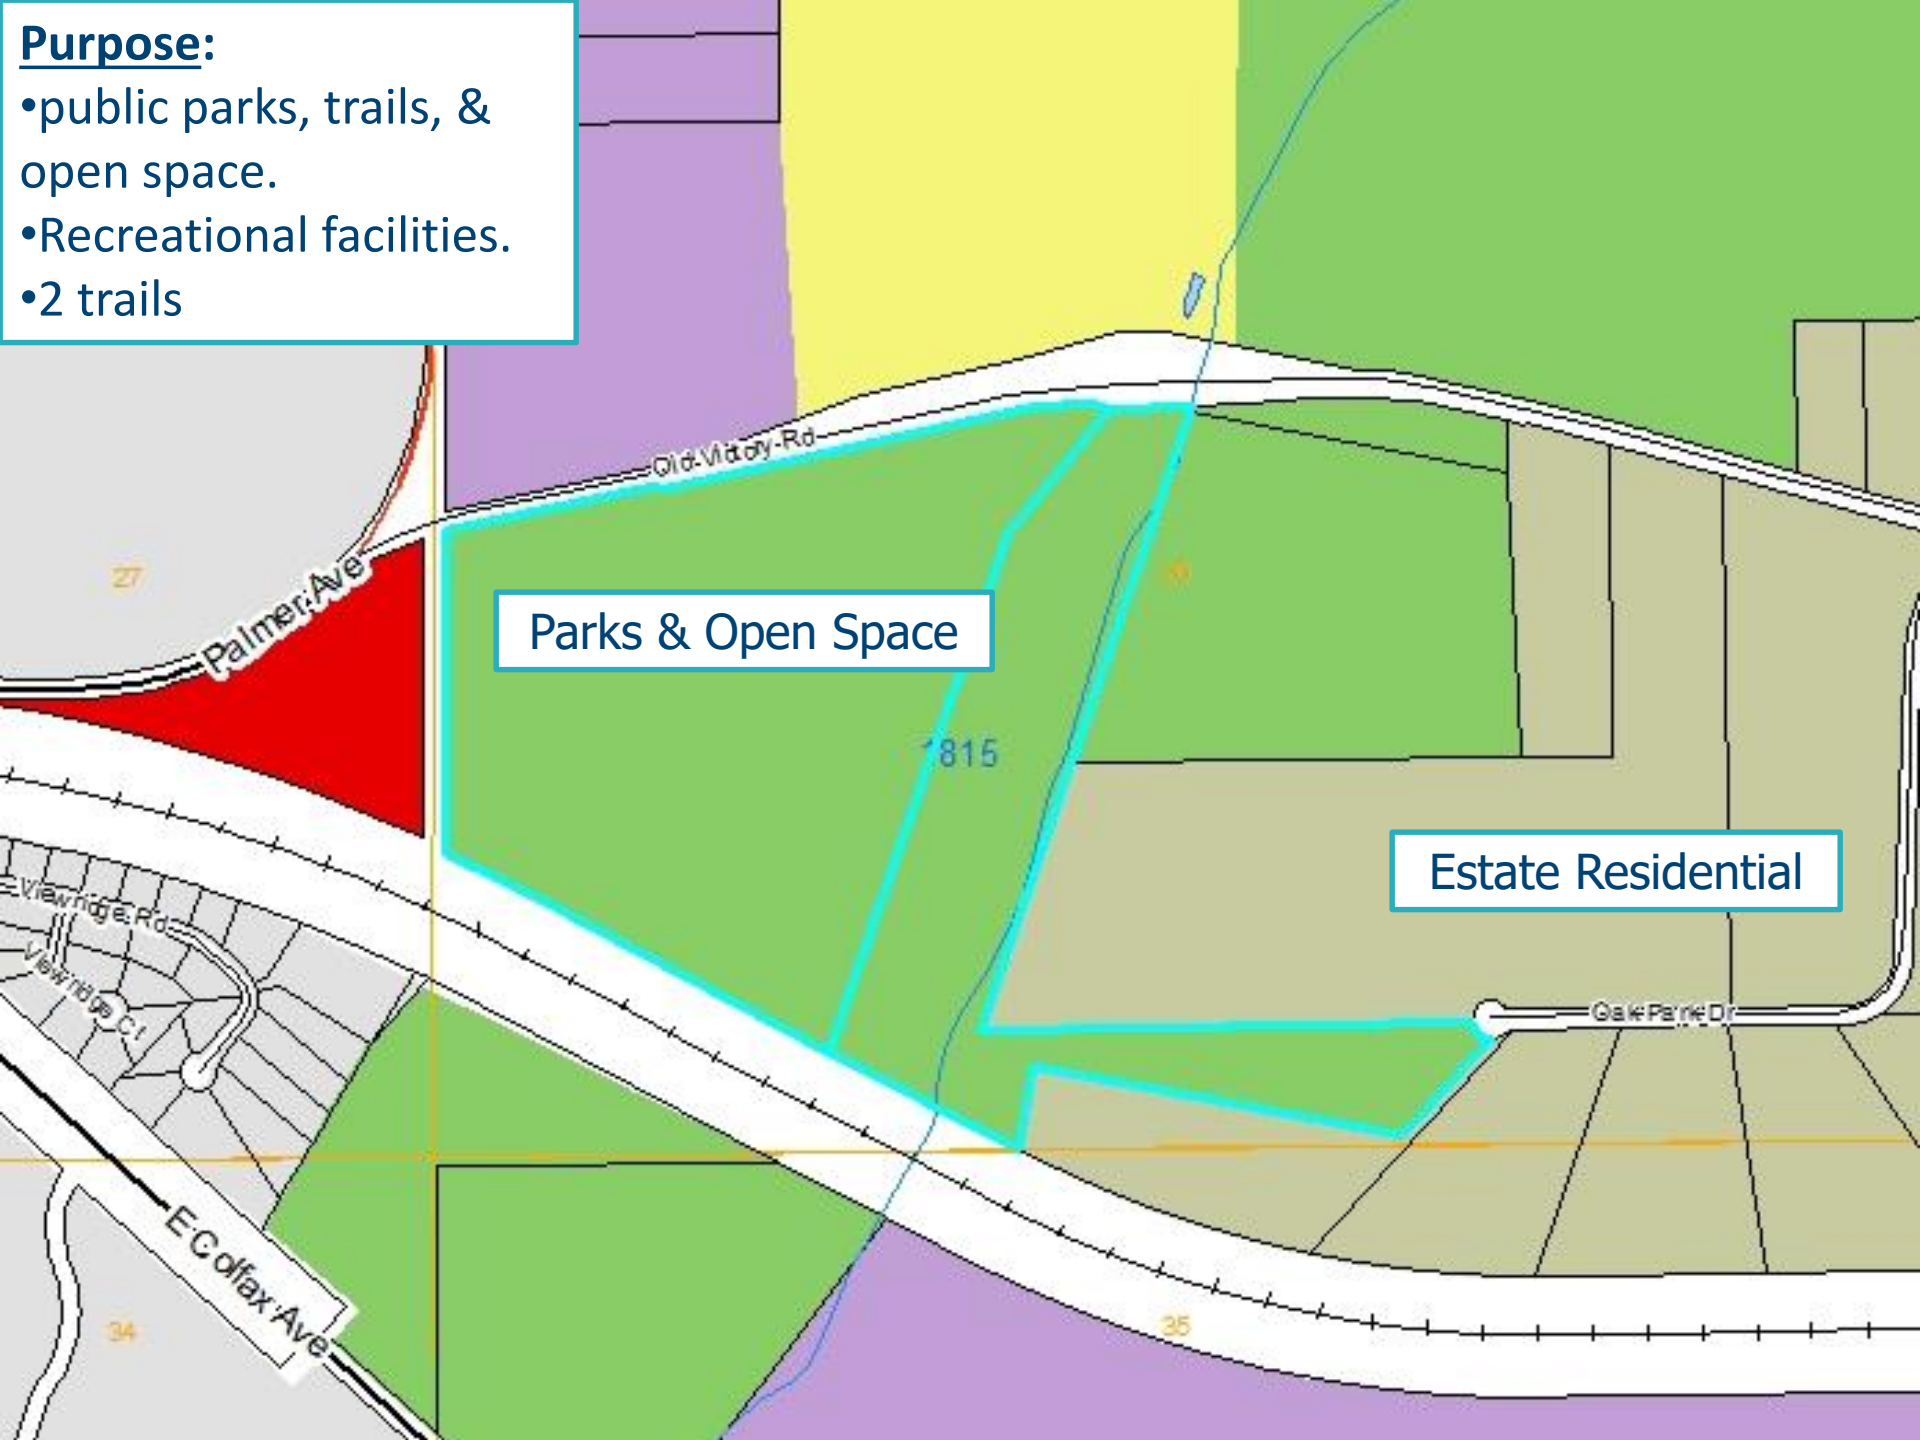 Purpose:
•public parks, trails, &
open space.
•Recreational facilities.
•2 trails
Old Victory Rd
27
Palmer Ave
Parks & Open Space
1815
Estate Residential
Viewridge Rd
Viewridge Ct
Oak Park Dr
E Colfax Ave
34
35